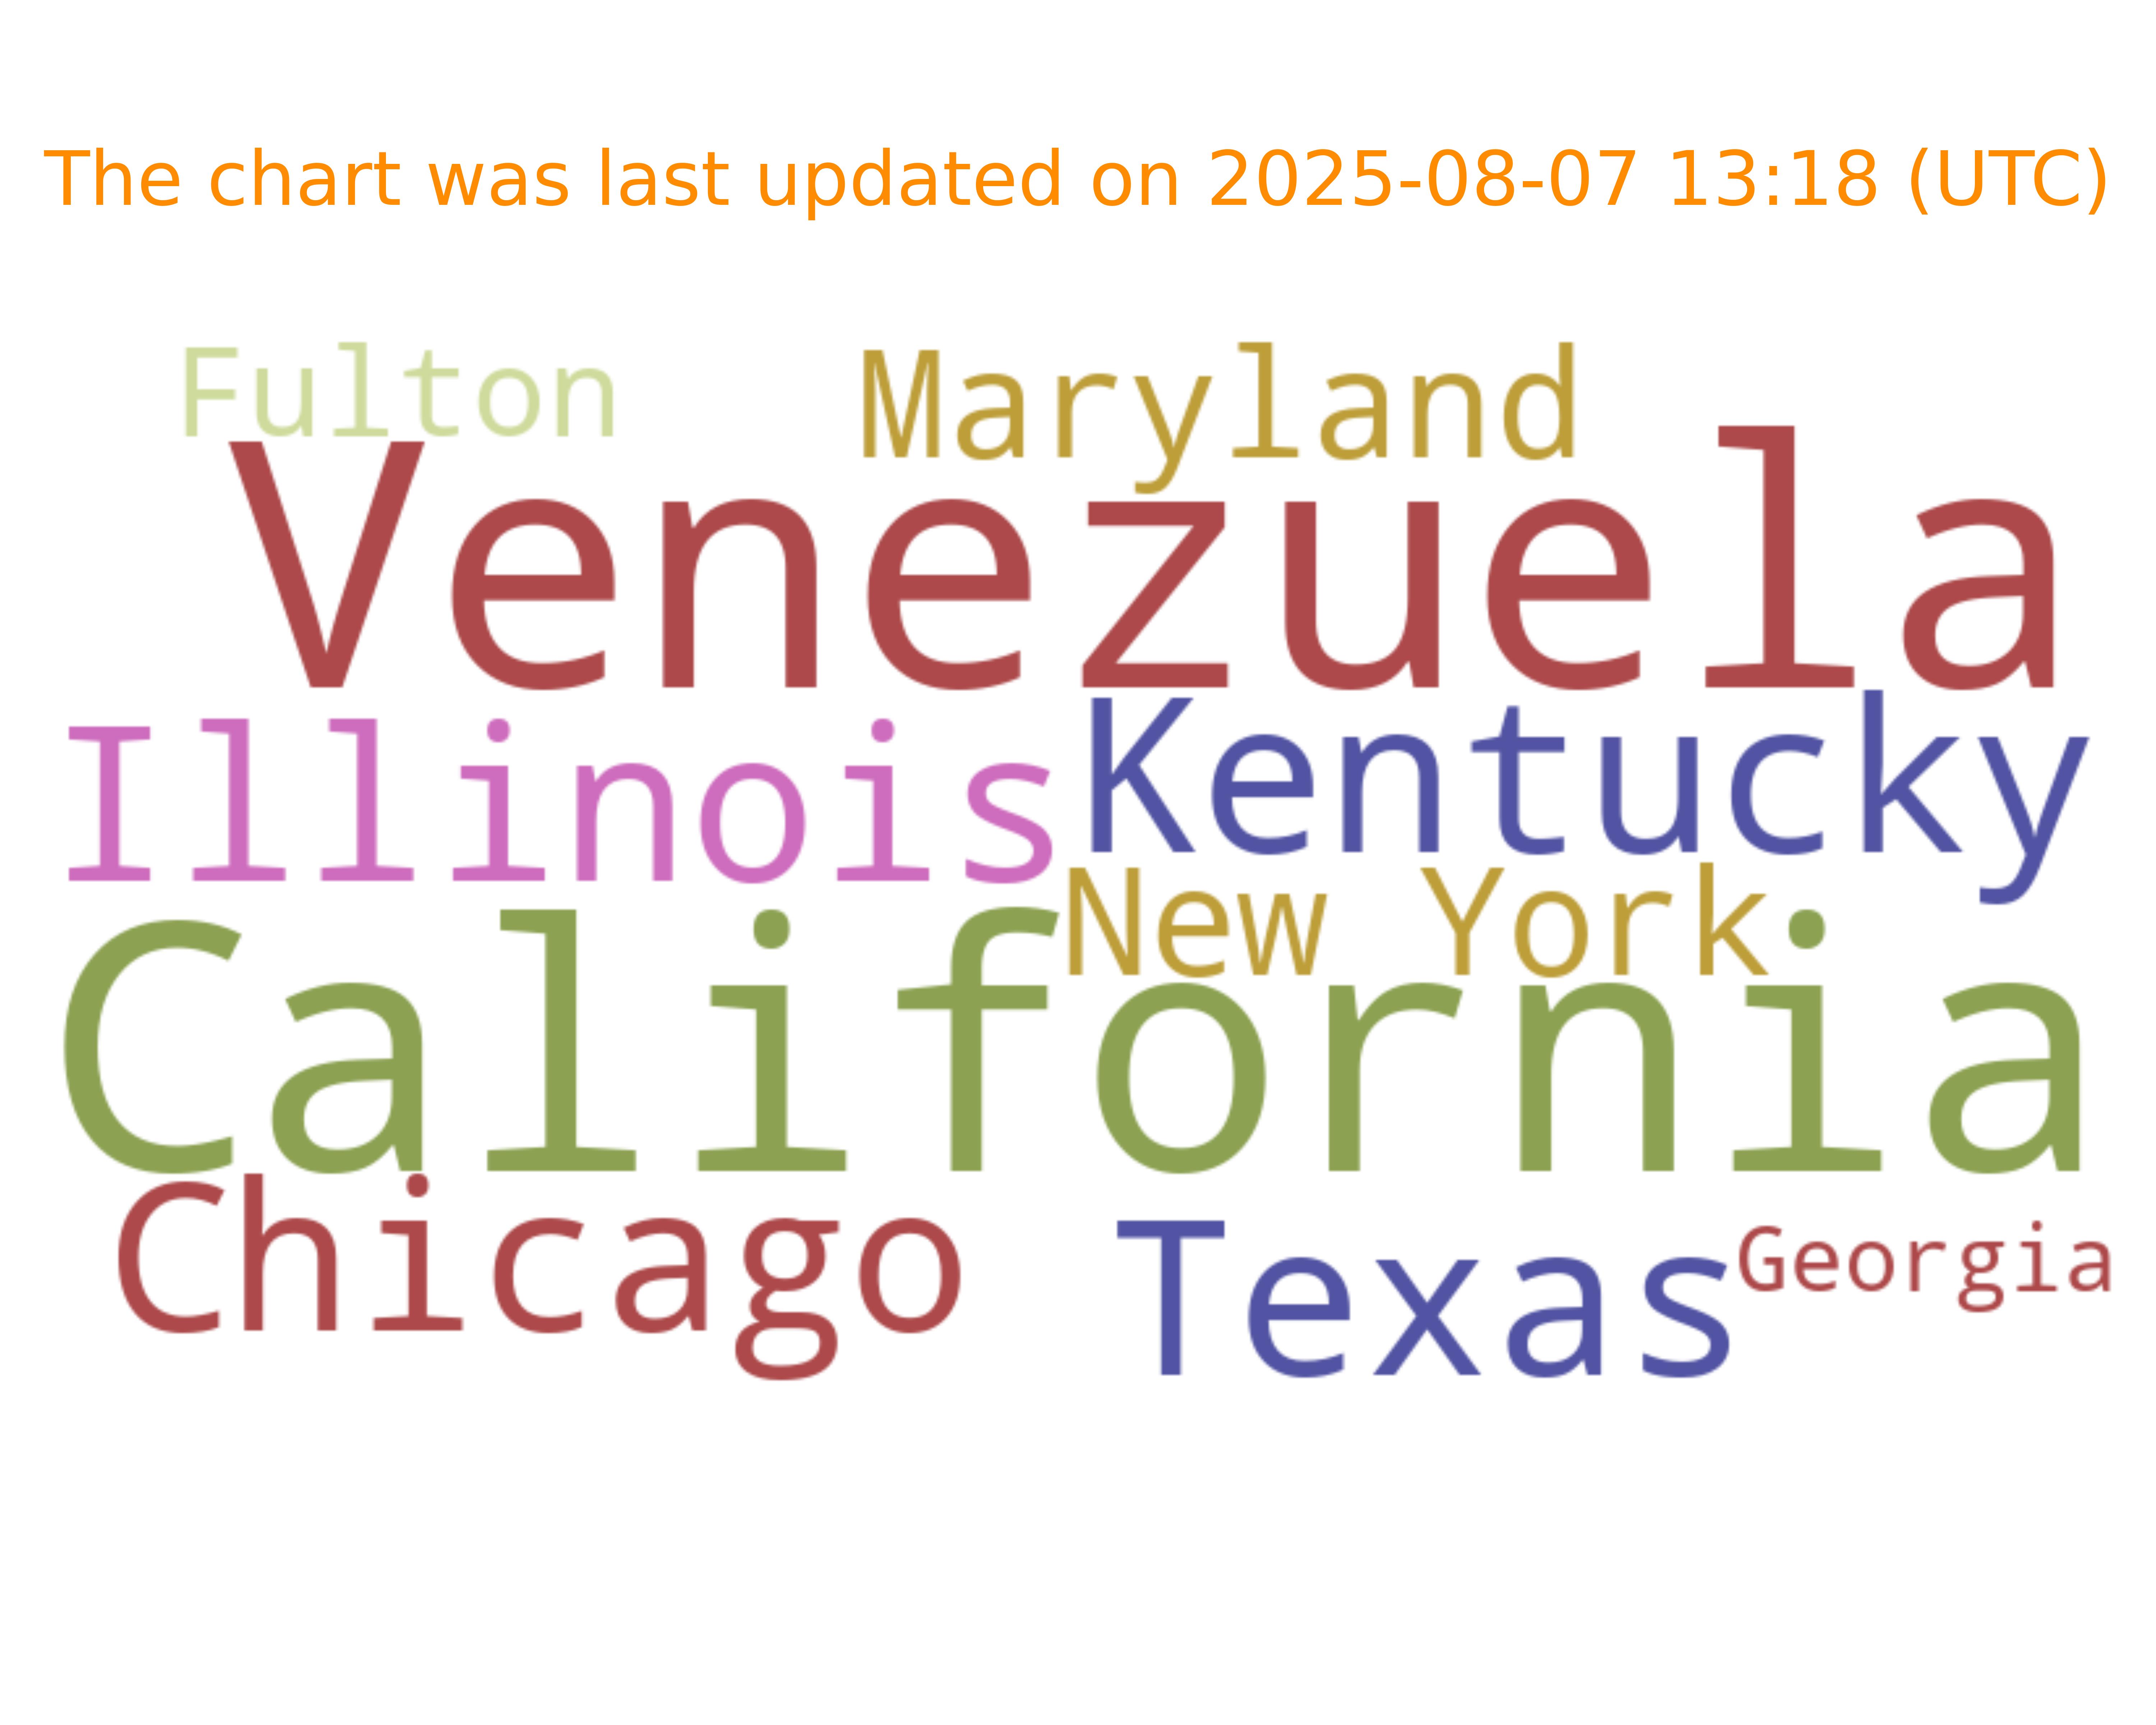 The chart was last updated on 2025-08-07 13:18 (UTC)
Fulton Maryland
Venezuela
Illinois Kentucky
New York
California
Chicago Texas Georgia